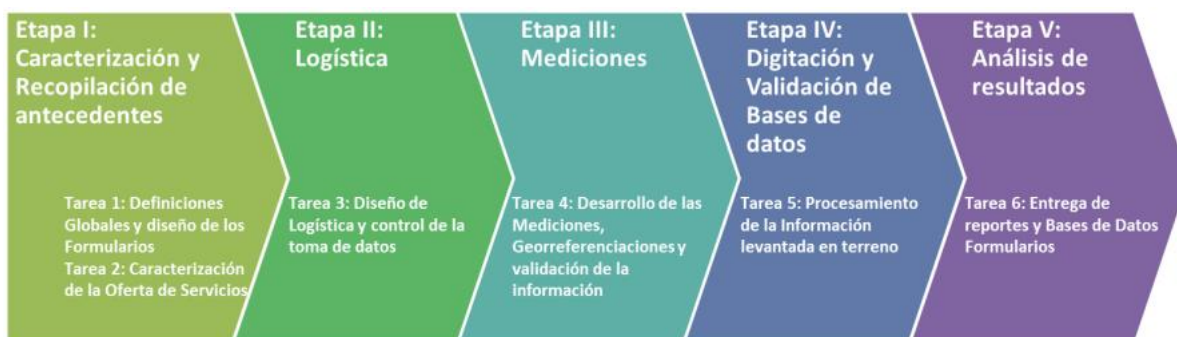 Etapa I:
Caracterización y
Recopilación de
antecedentes
Tarea 1: Definiciones
Globales y diseño de los
Formularios
Tarea 2: Caracterización
de la Oferta de Servicios
Etapa II:
Logística
Tarea 3: Diseño de
Logística y control de la
toma de datos
Etapa III:
Mediciones
Tarea 4: Desarrollo de las
Mediciones,
Georreferenciaciones y
validación de la
información
Etapa IV:
Digitación y
Validación de
Bases de
datos
Tarea 5: Procesamiento
de la Información
levantada en terreno
Etapa V:
Análisis de
resultados
Tarea 6: Entrega de
reportes y Bases de Datos
Formularios